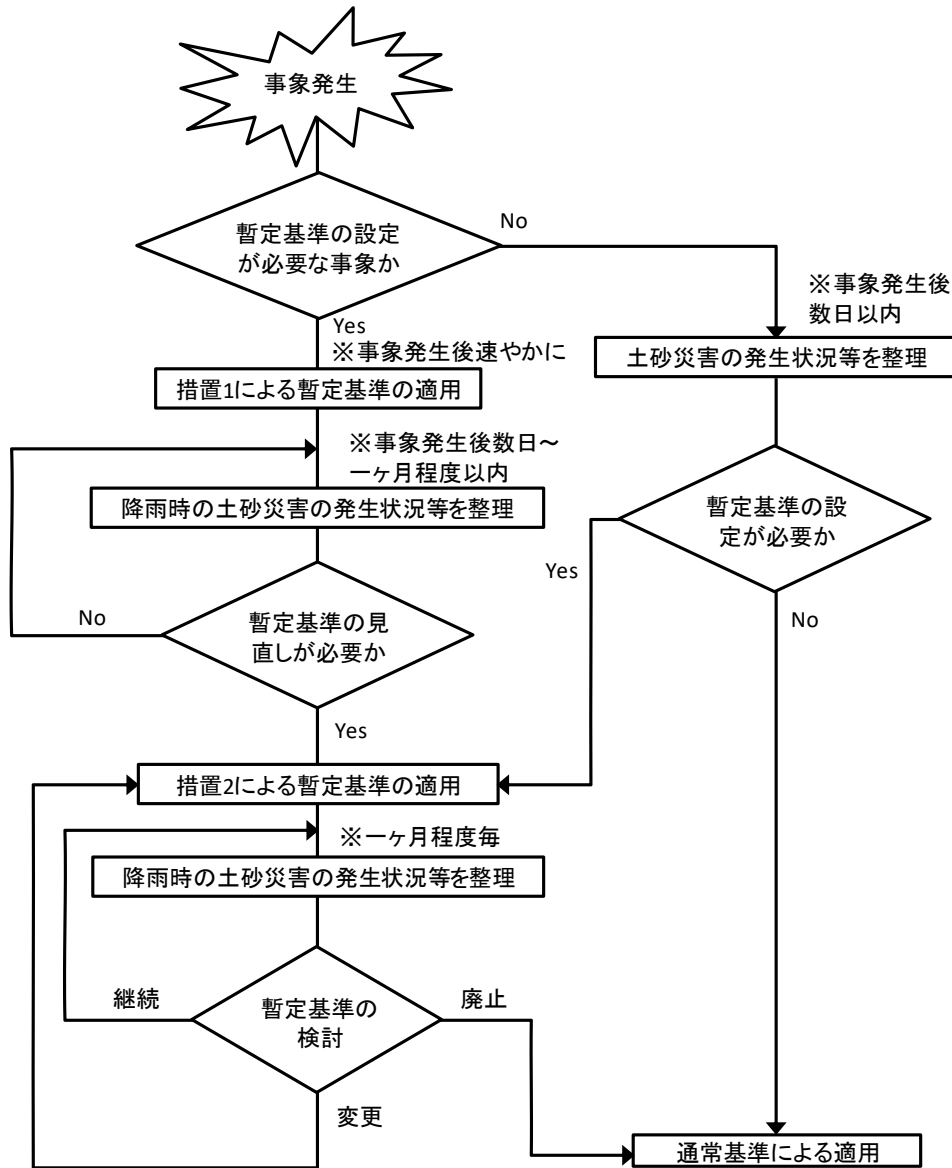 事象発生
暫定基準の設定
が必要な事象か
No
※事象発生後
数日以内
Yes
※事象発生後速やかに
土砂災害の発生状況等を整理
措置1による暫定基準の適用
※事象発生後数日～
一ヶ月程度以内
降雨時の土砂災害の発生状況等を整理
暫定基準の設
定が必要か
Yes
No
暫定基準の見
直しが必要か
No
Yes
措置2による暫定基準の適用
※一ヶ月程度毎
降雨時の土砂災害の発生状況等を整理
継続
暫定基準の
検討
廃止
変更
通常基準による適用